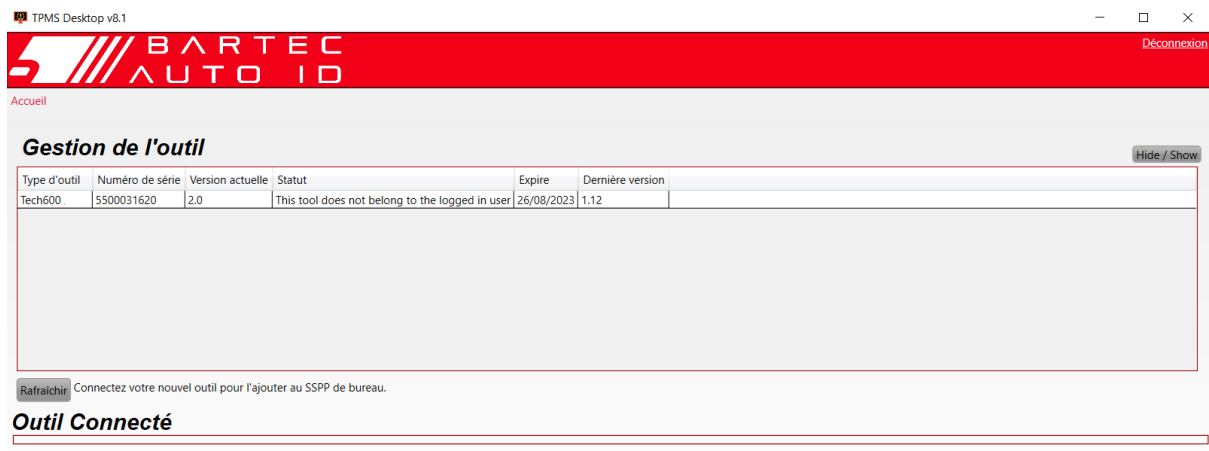 TPMS Desktop v8.1
BARTEC
AUTO ID
Déconnexion
Accueil
Gestion de l'outil
Hide / Show
Type d'outil Numéro de série Version actuelle Statut Expire Dernière version
Tech600 5500031620 2.0 This tool does not belong to the logged in user 26/08/2023 1.12
Rafraîchir Connectez votre nouvel outil pour l'ajouter au SSPP de bureau.
Outil Connecté